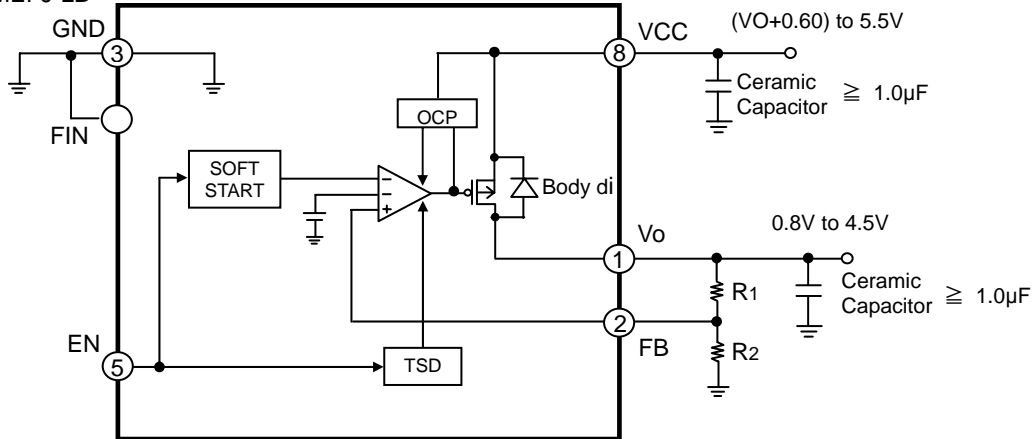 GND
3
FIN
VCC
8
(VO+0.60) to 5.5V
Ceramic
Capacitor
≧ 1.0µF
OCP
SOFT
START
Body di
0.8V to 4.5V
Vo
1
R1
Ceramic
Capacitor
≧ 1.0µF
2
FB
R2
EN
5
TSD